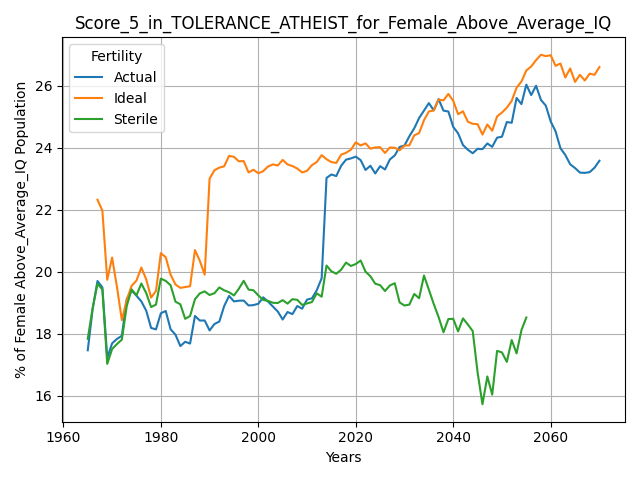 Score_5_in_TOLERANCE_ATHEIST_for_Female_Above_Average_IQ
Fertility
Actual
Ideal
Sterile
% of Female Above_Average_IQ Population
26
24
22
20
18
16
1960
1980
2000
2020
2040
2060
Years